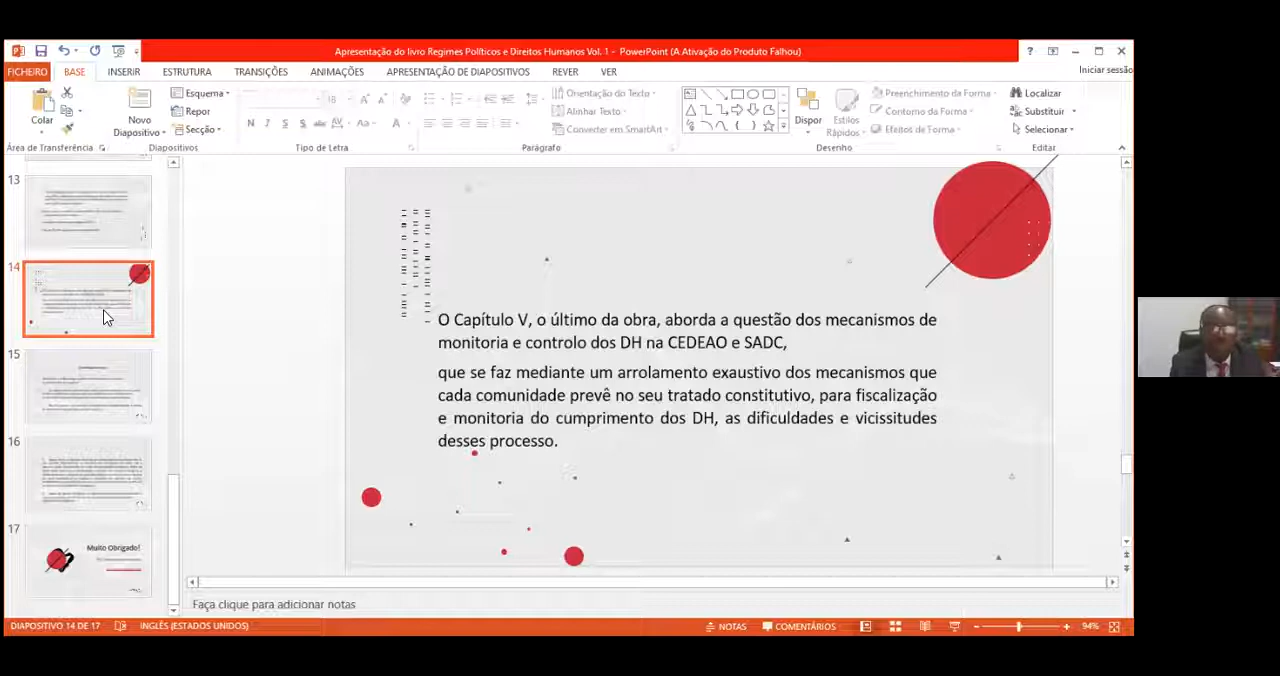 Apresentação do livro Regimes Políticos e Direitos Humanos Vol. 1 - PowerPoint (A Ativação do Produto Falhou)
FICHEIRO BASE INSERIR ESTRUTURA TRANSIÇÕES ANIMAÇÕES APRESENTAÇÃO DE DIAPOSITIVOS REVER VER Iniciar sessão
Colar
Novo Diapositivo
Esquema
Repor
Secção
Orientação do Texto
Alinhar Texto
Converter em SmartArt
Dispor
Estilos Rápidos
Preenchimento da Forma
Contorno da Forma
Efeitos de Forma
Localizar
Substituir
Selecionar
Área de Transferência Diapositivos Tipo de Letra Parágrafo Desenho Editar
13
14
15
16
17
Muito Obrigado!
O Capítulo V, o último da obra, aborda a questão dos mecanismos de
monitoria e controlo dos DH na CEDEAO e SADC,
que se faz mediante um arrolamento exaustivo dos mecanismos que
cada comunidade prevê no seu tratado constitutivo, para fiscalização
e monitoria do cumprimento dos DH, as dificuldades e vicissitudes
desses processo.
Faça clique para adicionar notas
DIAPOSITIVO 14 DE 17 INGLÊS (ESTADOS UNIDOS) NOTAS COMENTÁRIOS 94%